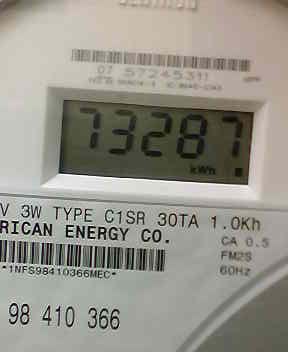 07 57245311
73287
kWh
V 3W TYPE C1SR 30TA 1.0Kh
RICAN ENERGY CO.
CA 0.5
FM2S
60Hz
*1NFS98410366MEC*
98 410 366